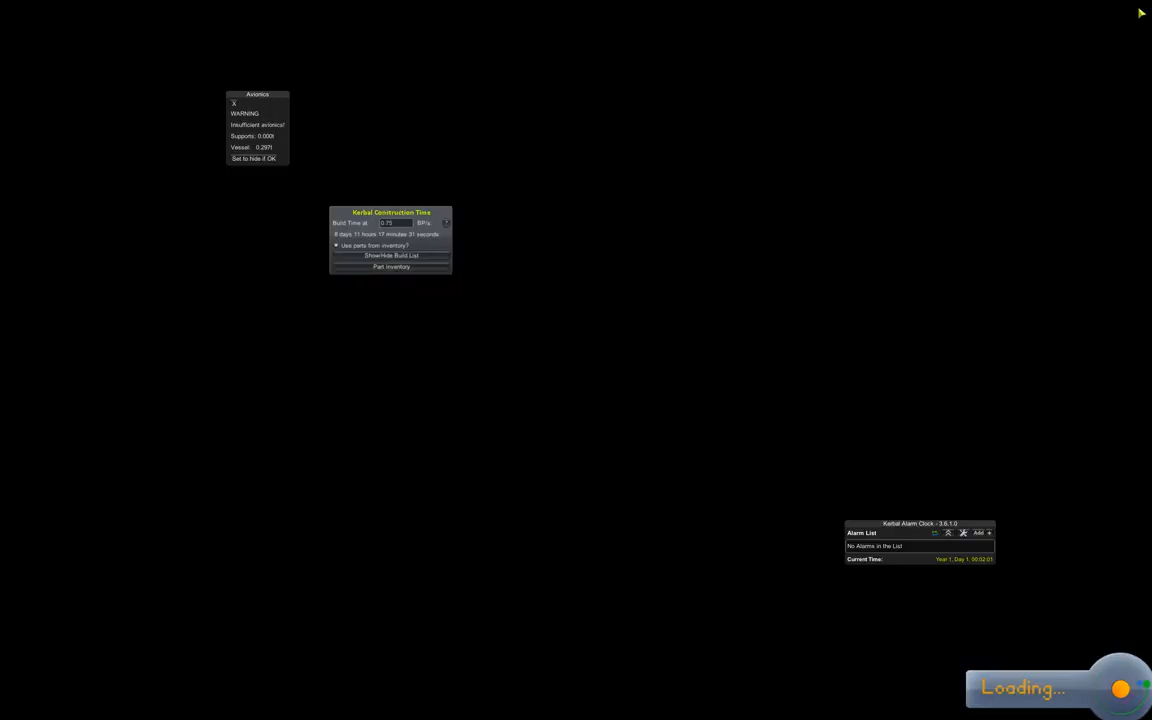 Avionics
X
WARNING
Insufficient avionics!
Supports: 0.000t
Vessel: 0.297t
Set to hide if OK
Kerbal Construction Time
Build Time at 0.75 BP/s.
8 days 11 hours 17 minutes 31 seconds
Use parts from inventory?
Show/Hide Build List
Part Inventory
Kerbal Alarm Clock - 3.6.1.0
Alarm List Add +
No Alarms in the List
Current Time: Year 1, Day 1, 00:02:01
Loading...